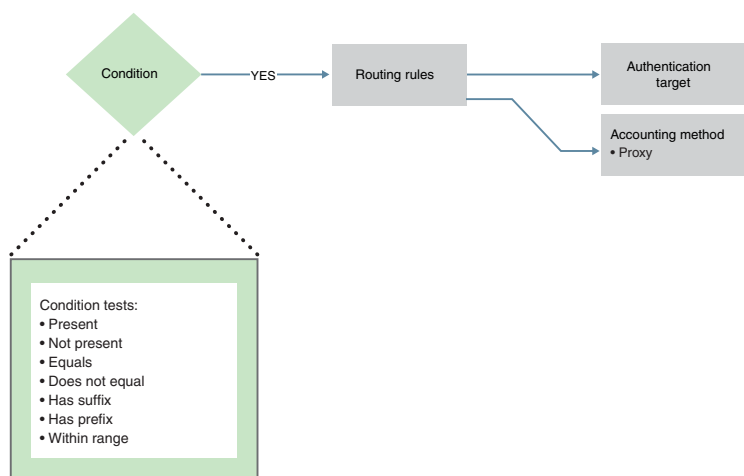 Condition
YES
Routing rules
Authentication
target
Accounting method
• Proxy
Condition tests:
• Present
• Not present
• Equals
• Does not equal
• Has suffix
• Has prefix
• Within range